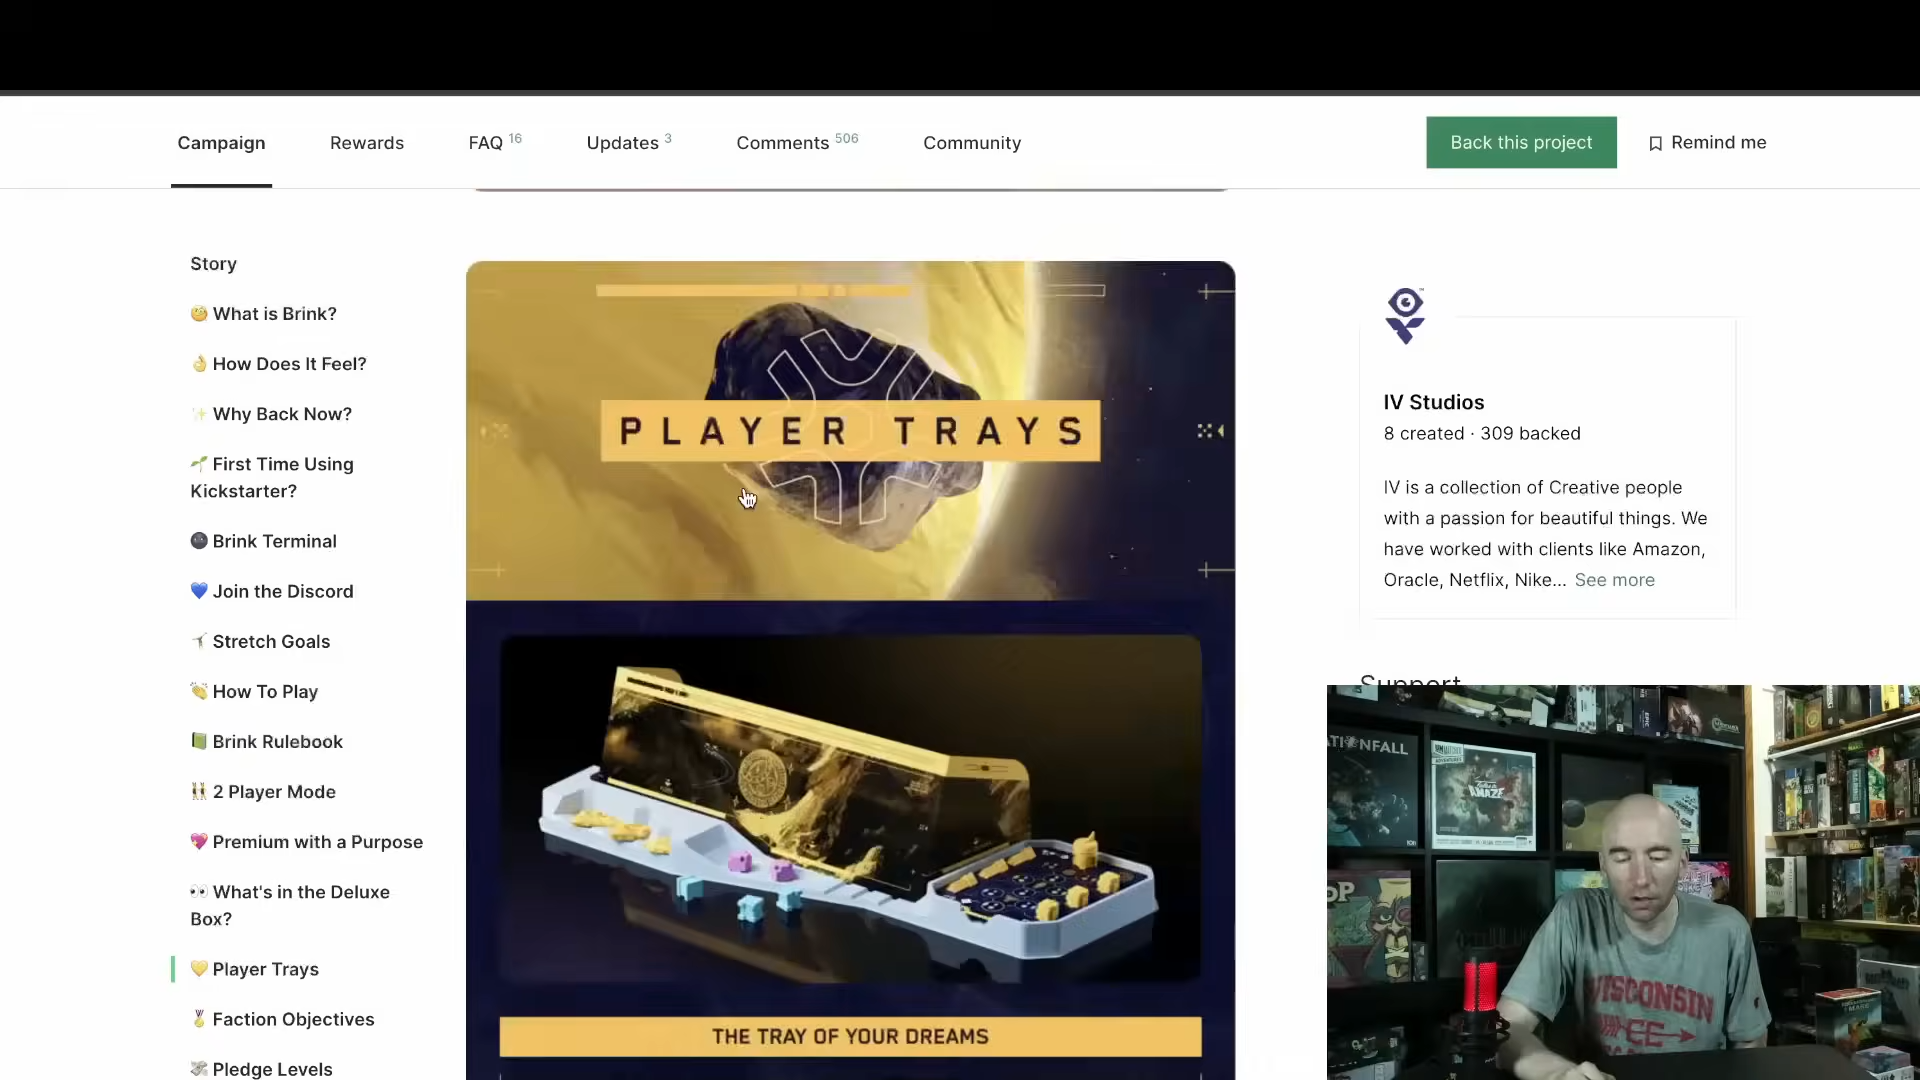 Campaign
Rewards
FAQ 16
Updates 3
Comments 506
Community
Back this project
Remind me
Story
🧐 What is Brink?
👌 How Does It Feel?
✨ Why Back Now?
🌱 First Time Using
Kickstarter?
🌚 Brink Terminal
💙 Join the Discord
🤸 Stretch Goals
👏 How To Play
📗 Brink Rulebook
👯 2 Player Mode
💖 Premium with a Purpose
👀 What's in the Deluxe
Box?
💛 Player Trays
🏅 Faction Objectives
💸 Pledge Levels
PLAYER TRAYS
THE TRAY OF YOUR DREAMS
IV Studios
8 created · 309 backed
IV is a collection of Creative people
with a passion for beautiful things. We
have worked with clients like Amazon,
Oracle, Netflix, Nike... See more
Support
WISCONSIN